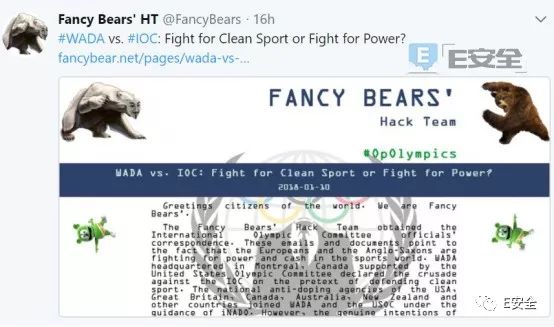 Fancy Bears' HT @FancyBears · 16h
#WADA vs. #IOC: Fight for Clean Sport or Fight for Power?
fancybear.net/pages/wada-vs-...
E安全
FANCY BEARS'
Hack Team
#OpOlympics
WADA vs. IOC: Fight for Clean Sport or Fight for Power?
2018-01-10
Greetings citizens of the world. We are Fancy
Bears'.
The Fancy Bears' Hack Team obtained the
International Olympic Committee officials'
correspondence. These emails and documents point to
the fact that the Europeans and the Anglo-Saxons are
fighting for power and cash in the sports world. WADA
headquartered in Montreal, Canada supported by the
United States Olympic Committee declared the crusade
against the IOC on the pretext of defending clean
sport. The national anti-doping agencies of the USA,
Great Britain, Canada, Australia, New Zealand and
other countries joined WADA and the USOC under the
guidance of iNADO. However, the genuine intentions of
E安全